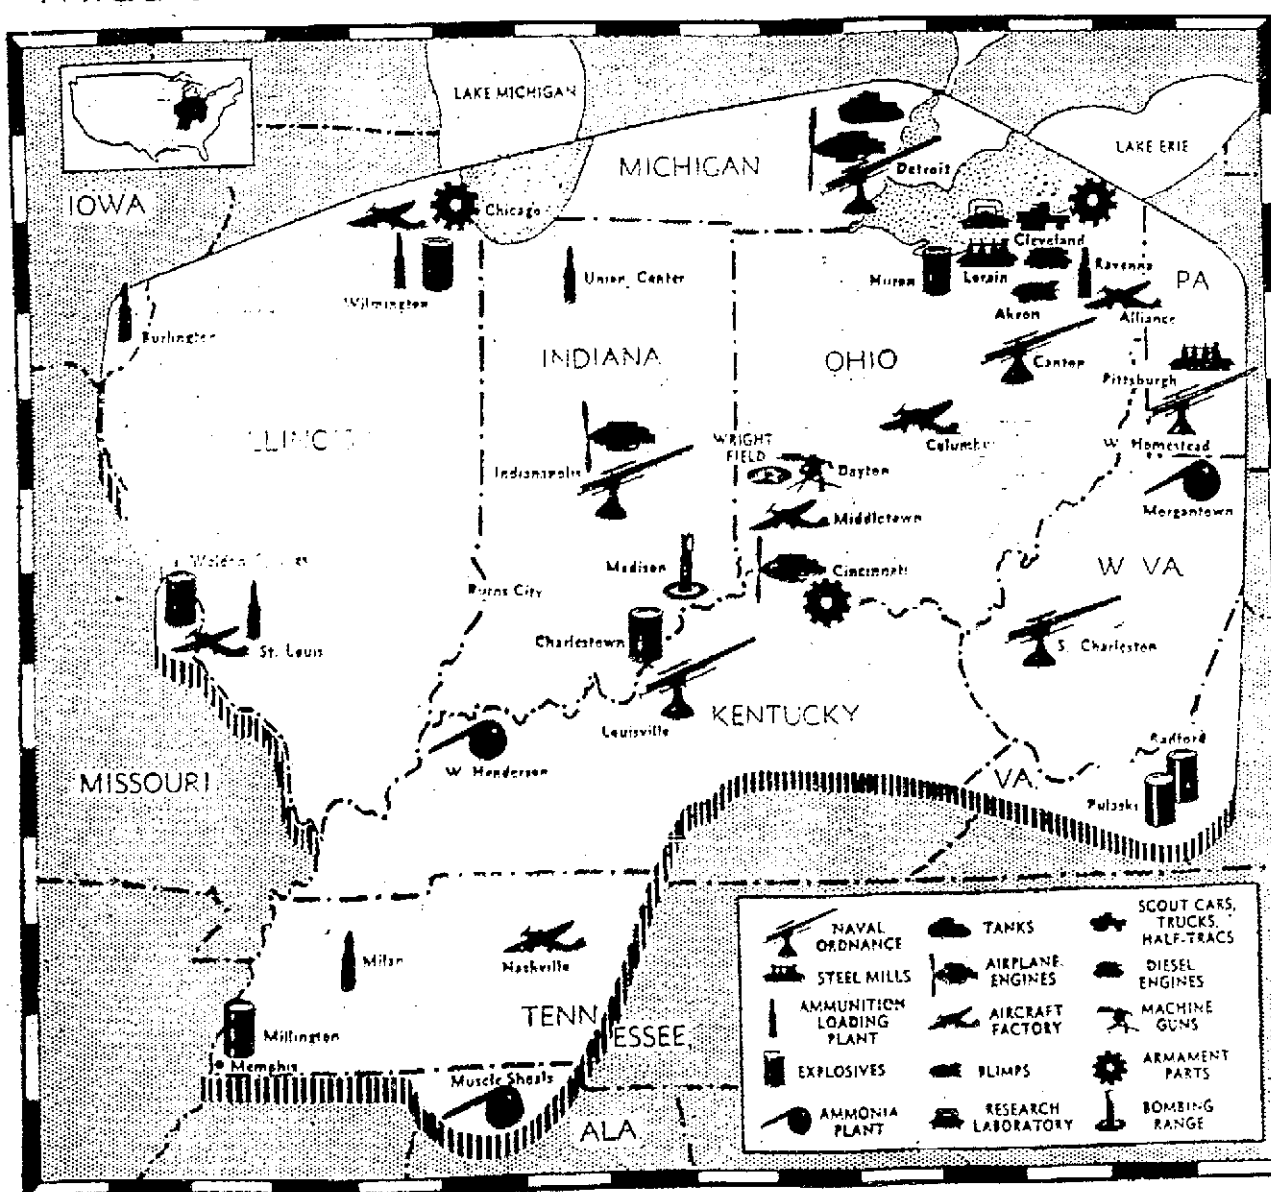 LAKE MICHIGAN
LAKE ERIE
MICHIGAN
IOWA
Detroit
Chicago
Cleveland
Wilmington
Union Center
Huron
Lorain
Ravenna
PA
Akron
Alliance
Burlington
INDIANA
OHIO
Canton
Pittsburgh
ILLINOIS
Columbus
WRIGHT
FIELD
Dayton
W. Homestead
Indianapolis
Morgantown
Middletown
Madison
Cincinnati
W. VA.
Burns City
Charlestown
St. Louis
S. Charleston
KENTUCKY
Louisville
Radford
W. Henderson
MISSOURI
VA.
Pulaski
Milan
Nashville
TENNESSEE
Millington
Memphis
Muscle Shoals
ALA
NAVAL
ORDNANCE
TANKS
SCOUT CARS,
TRUCKS,
HALF-TRACS
STEEL MILLS
AIRPLANE
ENGINES
DIESEL
ENGINES
AMMUNITION
LOADING
PLANT
AIRCRAFT
FACTORY
MACHINE
GUNS
EXPLOSIVES
BLIMPS
ARMAMENT
PARTS
AMMONIA
PLANT
RESEARCH
LABORATORY
BOMBING
RANGE